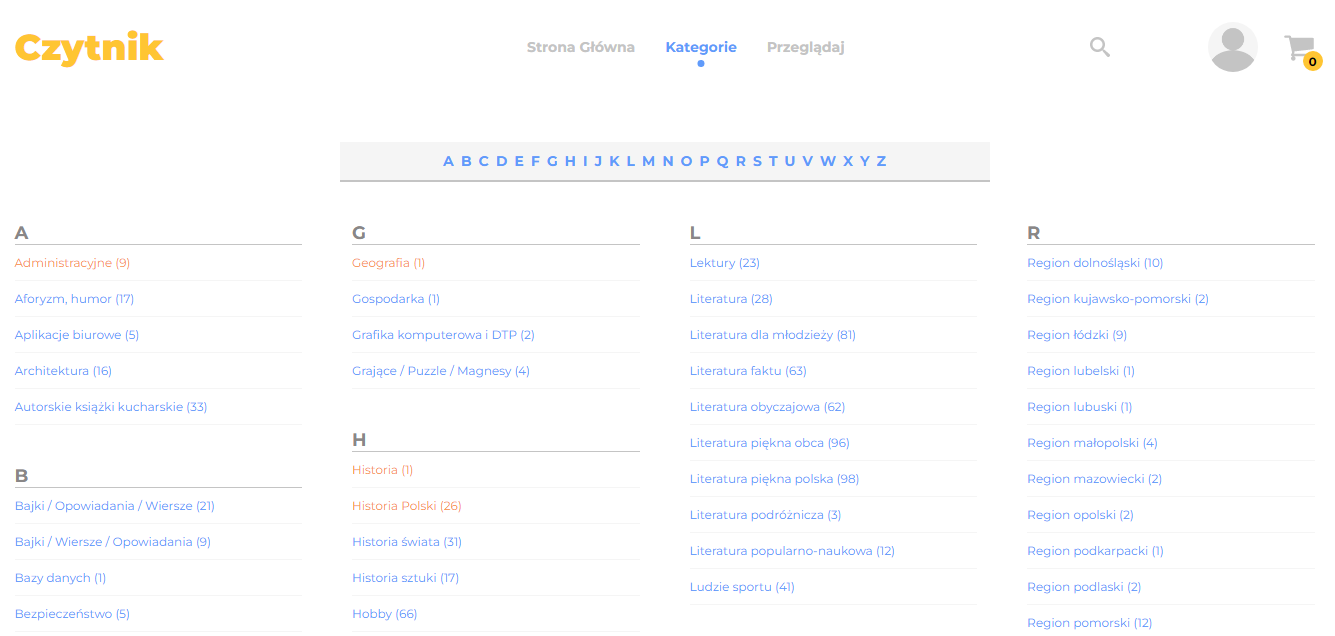 Czytnik
Strona Główna
Kategorie
Przeglądaj
0
A B C D E F G H I J K L M N O P Q R S T U V W X Y Z
A
Administracyjne (9)
Aforyzm, humor (17)
Aplikacje biurowe (5)
Architektura (16)
Autorskie książki kucharskie (33)
B
Bajki / Opowiadania / Wiersze (21)
Bajki / Wiersze / Opowiadania (9)
Bazy danych (1)
Bezpieczeństwo (5)
G
Geografia (1)
Gospodarka (1)
Grafika komputerowa i DTP (2)
Grające / Puzzle / Magnesy (4)
H
Historia (1)
Historia Polski (26)
Historia świata (31)
Historia sztuki (17)
Hobby (66)
L
Lektury (23)
Literatura (28)
Literatura dla młodzieży (81)
Literatura faktu (63)
Literatura obyczajowa (62)
Literatura piękna obca (96)
Literatura piękna polska (98)
Literatura podróżnicza (3)
Literatura popularno-naukowa (12)
Ludzie sportu (41)
R
Region dolnośląski (10)
Region kujawsko-pomorski (2)
Region łódzki (9)
Region lubelski (1)
Region lubuski (1)
Region małopolski (4)
Region mazowiecki (2)
Region opolski (2)
Region podkarpacki (1)
Region podlaski (2)
Region pomorski (12)